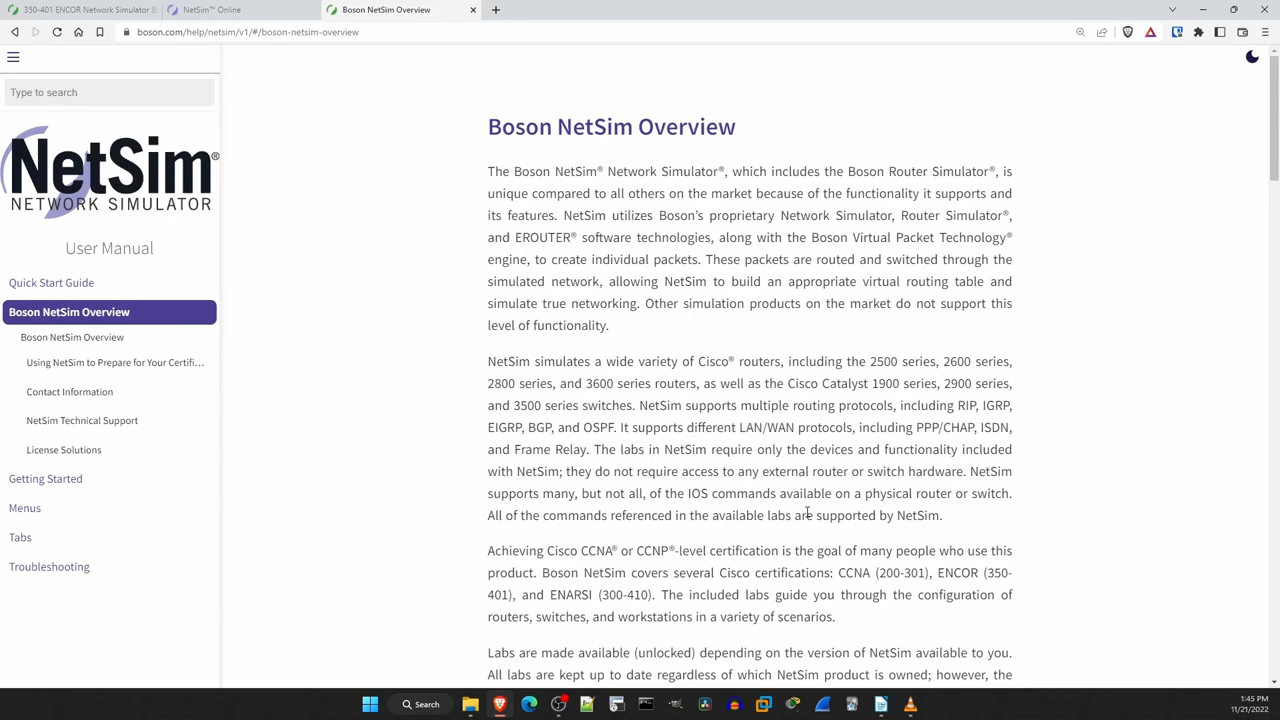 350-401 ENCOR Network Simulator &
NetSim™ Online
Boson NetSim Overview
boson.com/help/netsim/v1/#/boson-netsim-overview
Type to search
NetSim®
NETWORK SIMULATOR
User Manual
Quick Start Guide
Boson NetSim Overview
Boson NetSim Overview
Using NetSim to Prepare for Your Certifi...
Contact Information
NetSim Technical Support
License Solutions
Getting Started
Menus
Tabs
Troubleshooting
Boson NetSim Overview
The Boson NetSim® Network Simulator®, which includes the Boson Router Simulator®, is
unique compared to all others on the market because of the functionality it supports and
its features. NetSim utilizes Boson's proprietary Network Simulator, Router Simulator®,
and EROUTER® software technologies, along with the Boson Virtual Packet Technology®
engine, to create individual packets. These packets are routed and switched through the
simulated network, allowing NetSim to build an appropriate virtual routing table and
simulate true networking. Other simulation products on the market do not support this
level of functionality.
NetSim simulates a wide variety of Cisco® routers, including the 2500 series, 2600 series,
2800 series, and 3600 series routers, as well as the Cisco Catalyst 1900 series, 2900 series,
and 3500 series switches. NetSim supports multiple routing protocols, including RIP, IGRP,
EIGRP, BGP, and OSPF. It supports different LAN/WAN protocols, including PPP/CHAP, ISDN,
and Frame Relay. The labs in NetSim require only the devices and functionality included
with NetSim; they do not require access to any external router or switch hardware. NetSim
supports many, but not all, of the IOS commands available on a physical router or switch.
All of the commands referenced in the available labs are supported by NetSim.
Achieving Cisco CCNA® or CCNP®-level certification is the goal of many people who use this
product. Boson NetSim covers several Cisco certifications: CCNA (200-301), ENCOR (350-
401), and ENARSI (300-410). The included labs guide you through the configuration of
routers, switches, and workstations in a variety of scenarios.
Labs are made available (unlocked) depending on the version of NetSim available to you.
All labs are kept up to date regardless of which NetSim product is owned; however, the
Search
1:45 PM
11/21/2022